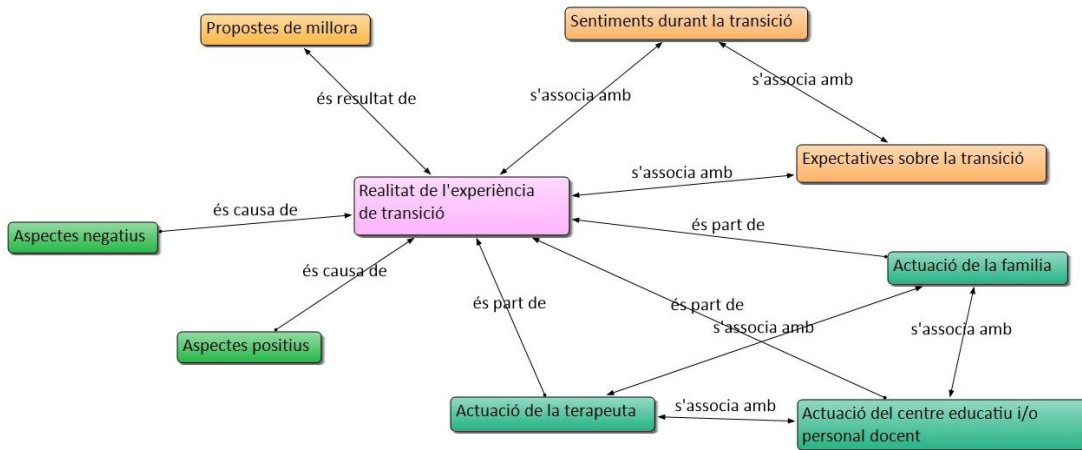 Propostes de millora
Sentiments durant la transició
és resultat de
s'associa amb
s'associa amb
Expectatives sobre la transició
s'associa amb
Realitat de l'experiència
de transició
és causa de
és part de
Aspectes negatius
Actuació de la familia
és causa de
és part de
és part de
s'associa amb
s'associa amb
Aspectes positius
Actuació de la terapeuta
s'associa amb
Actuació del centre educatiu i/o
personal docent